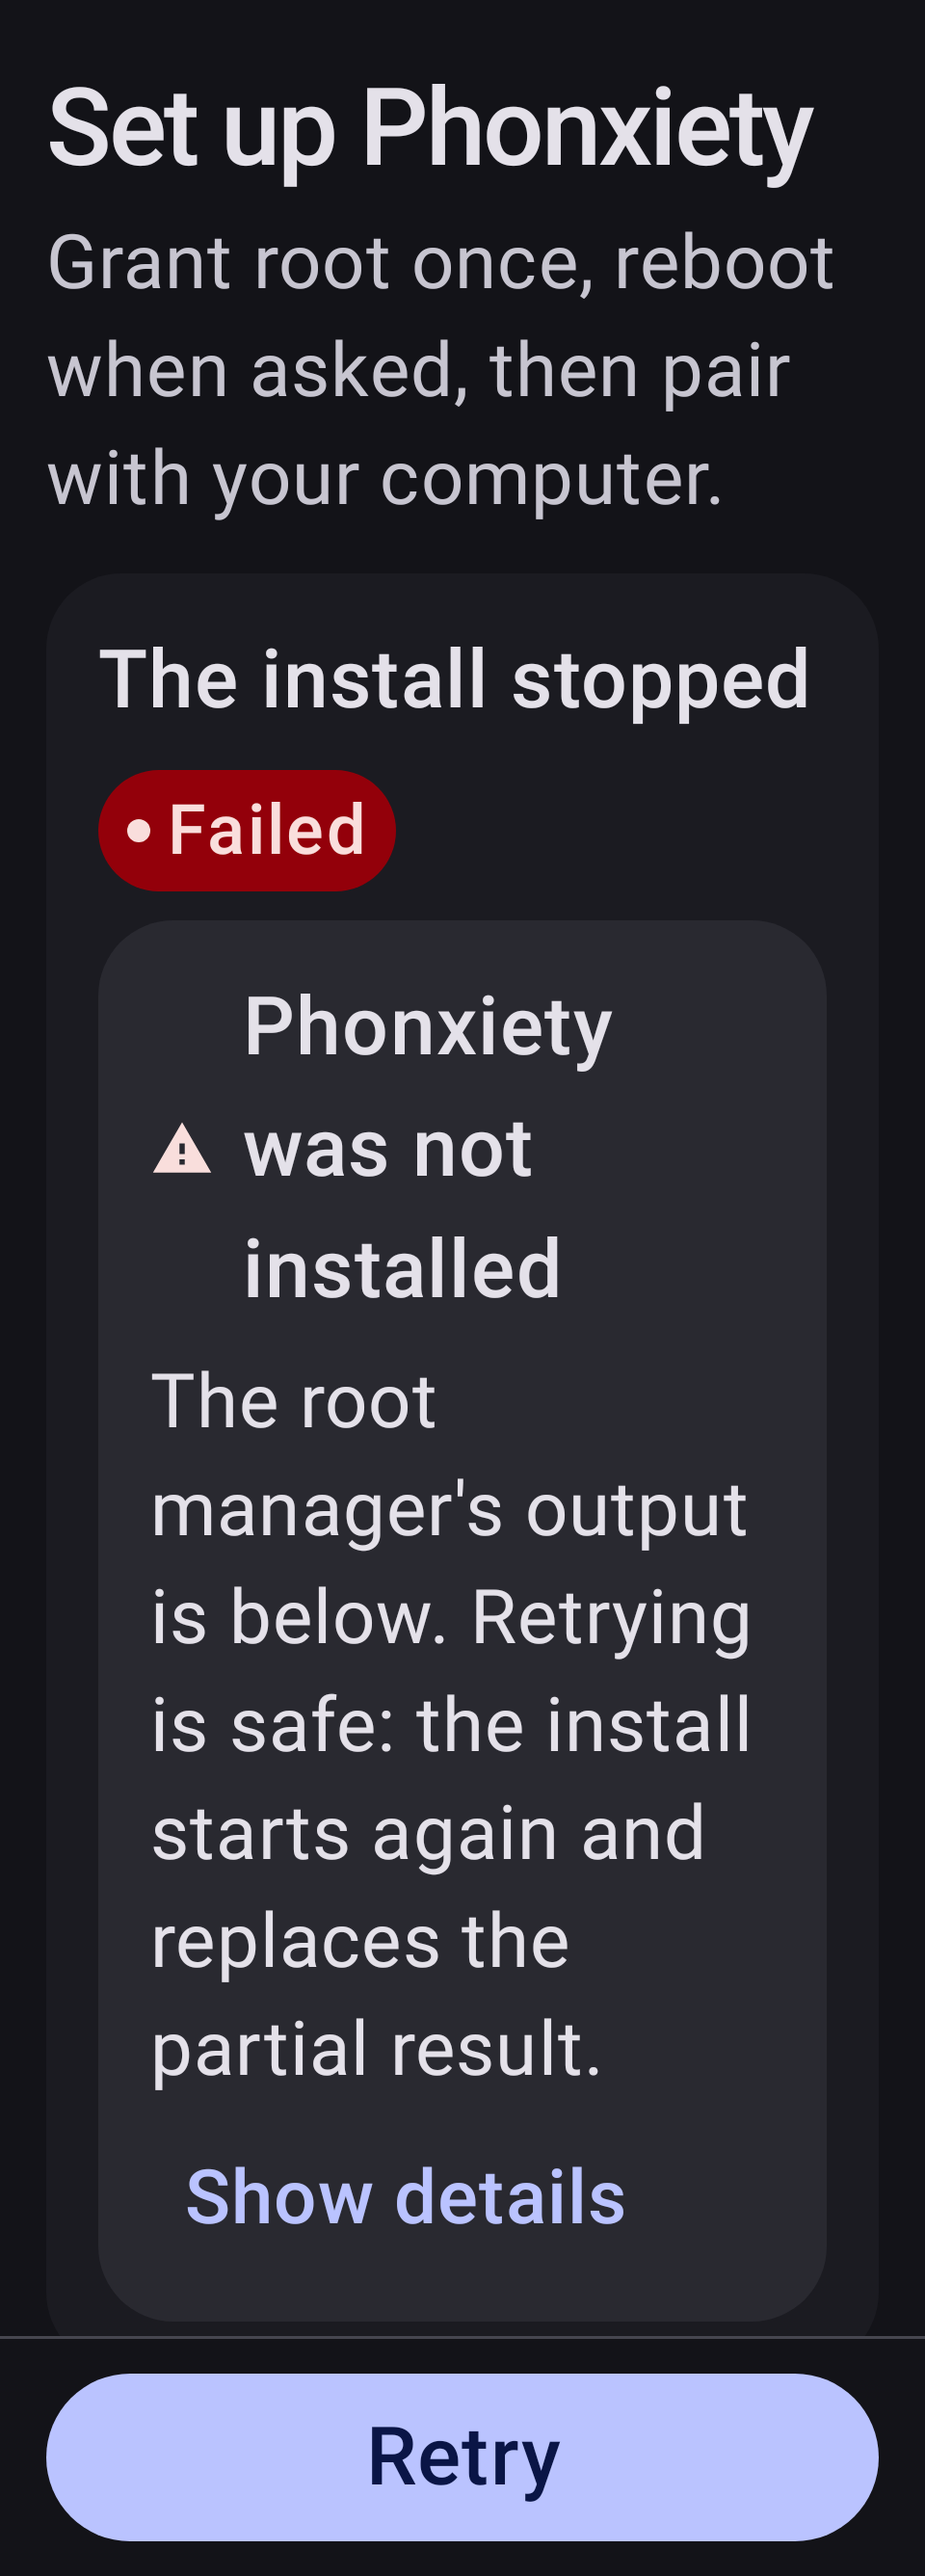 Set up Phonxiety
Grant root once, reboot
when asked, then pair
with your computer.
The install stopped
Failed
Phonxiety
was not
installed
The root
manager's output
is below. Retrying
is safe: the install
starts again and
replaces the
partial result.
Show details
Retry